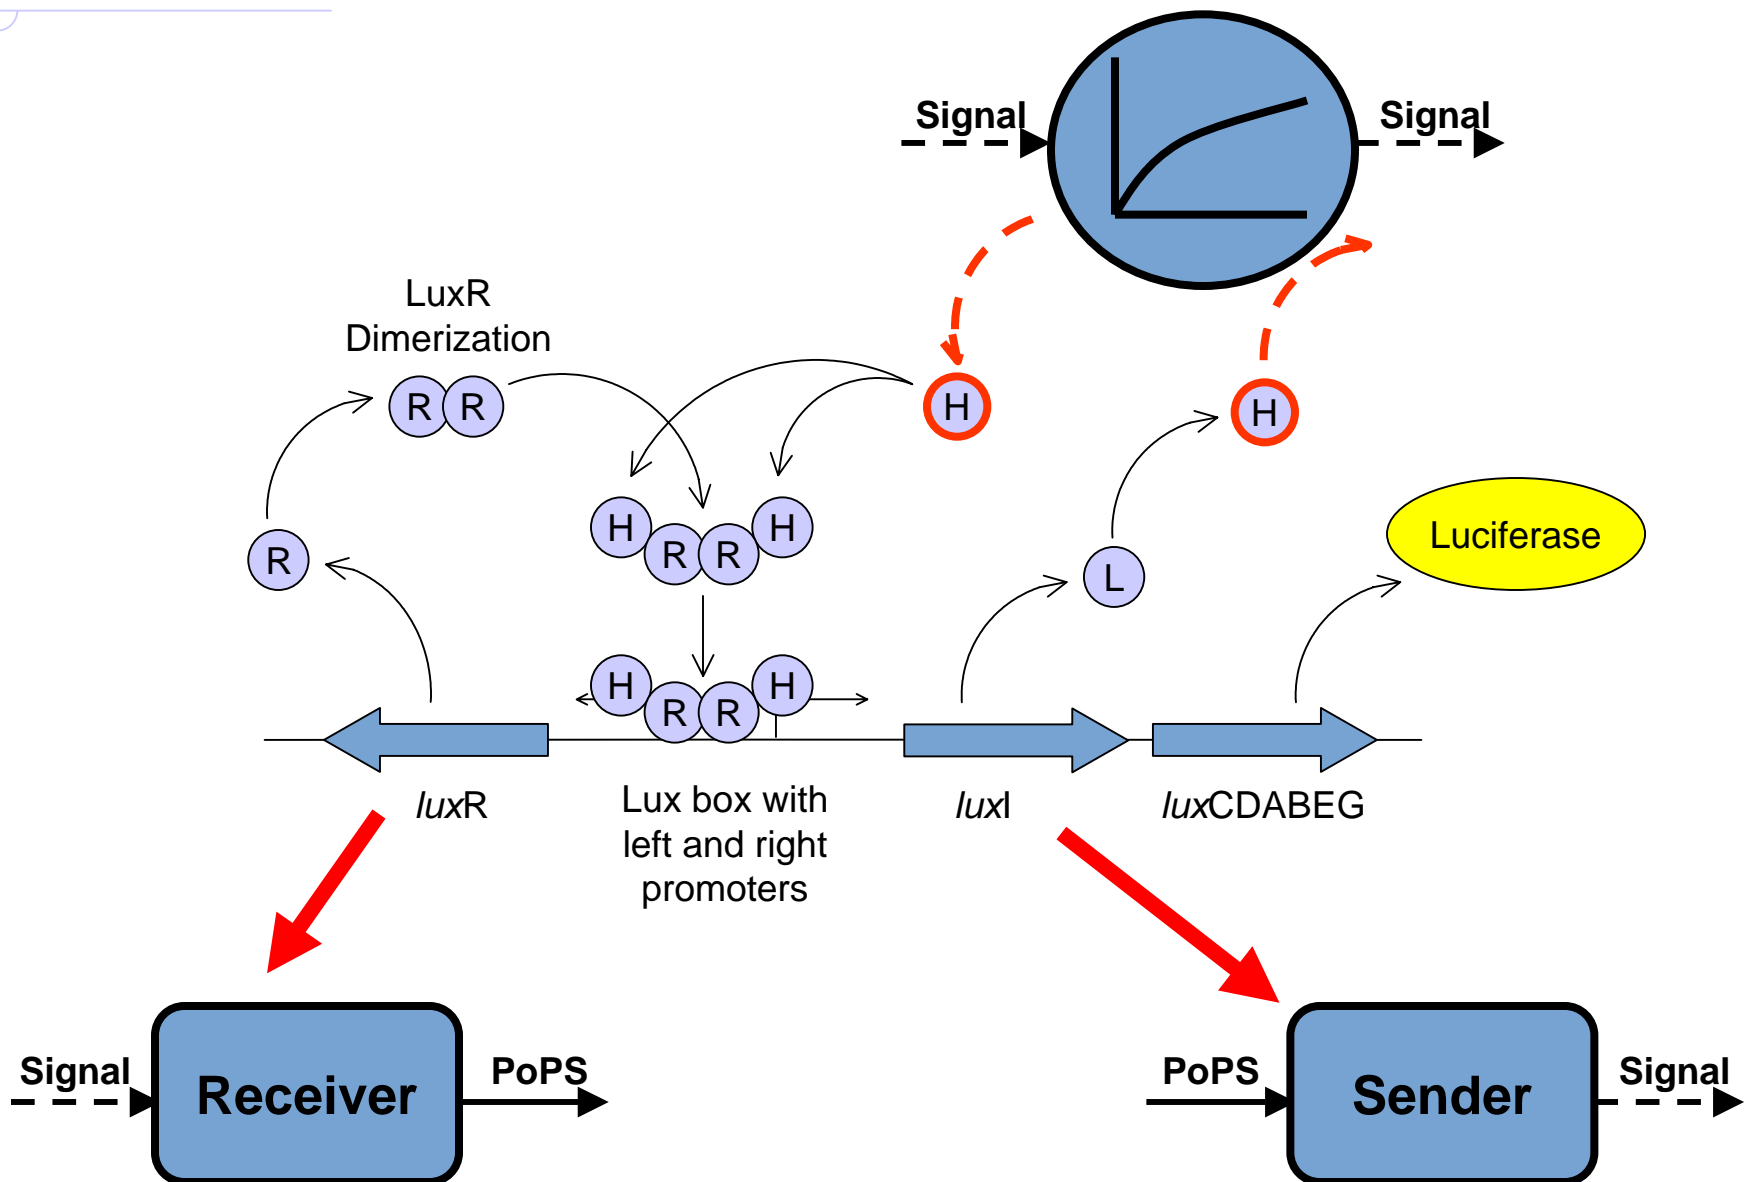 Signal
Signal
LuxR
Dimerization
R R
H
H
H
H
R
R R
L
Luciferase
H
H
R R
luxR
Lux box with
left and right
promoters
luxI
luxCDABEG
Signal
Receiver
PoPS
PoPS
Sender
Signal